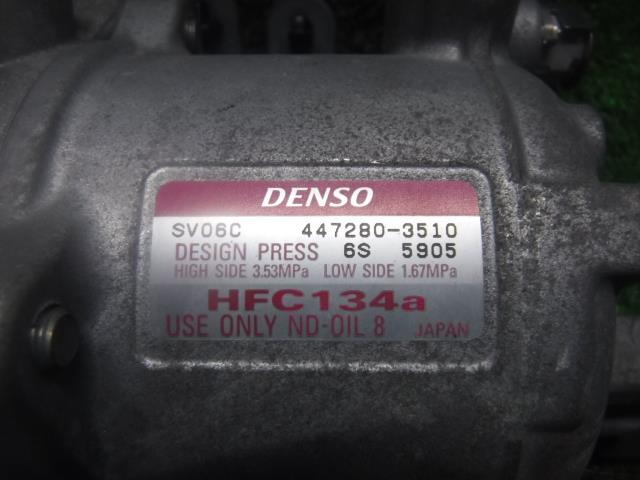 DENSO
SV06C 447280-3510
DESIGN PRESS 6S 5905
HIGH SIDE 3.53MPa LOW SIDE 1.67MPa
HFC134a
USE ONLY ND-OIL 8 JAPAN